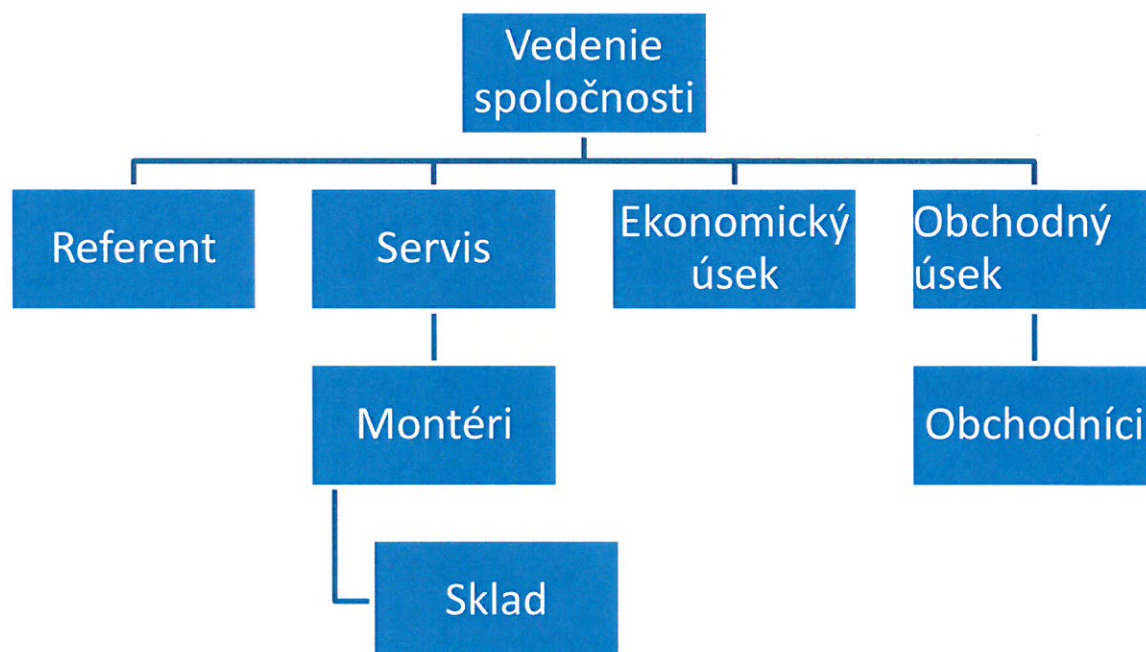 Vedenie
spoločnosti
Referent
Servis
Ekonomický
úsek
Obchodný
úsek
Montéri
Obchodníci
Sklad